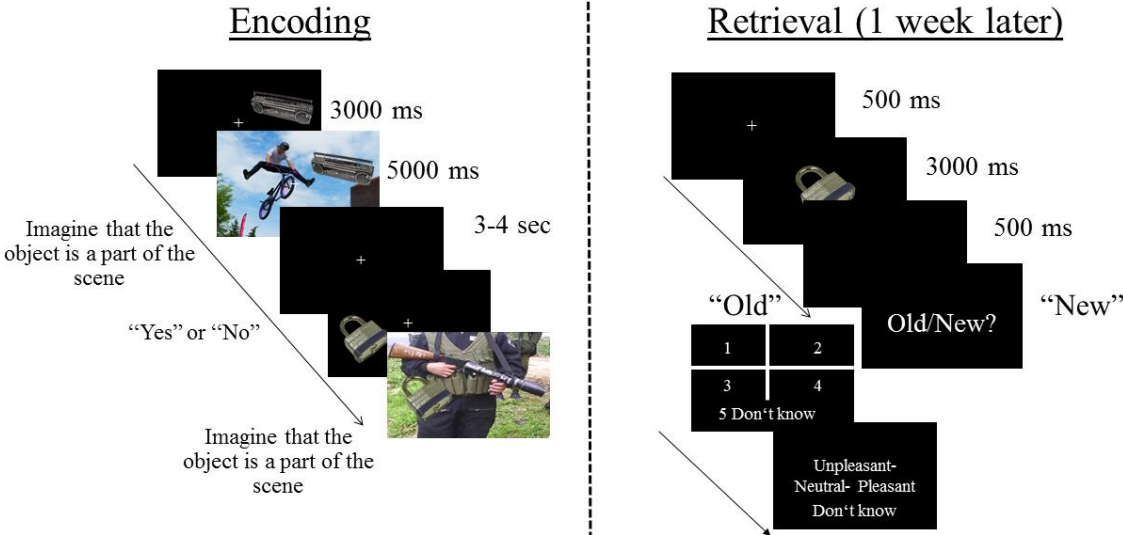 Encoding
3000 ms
5000 ms
3-4 sec
Imagine that the
object is a part of the
scene
“Yes” or “No”
Imagine that the
object is a part of the
scene
Retrieval (1 week later)
500 ms
3000 ms
500 ms
“Old”
“New”
Old/New?
1
2
3
4
5 Don‘t know
Unpleasant-
Neutral- Pleasant
Don‘t know